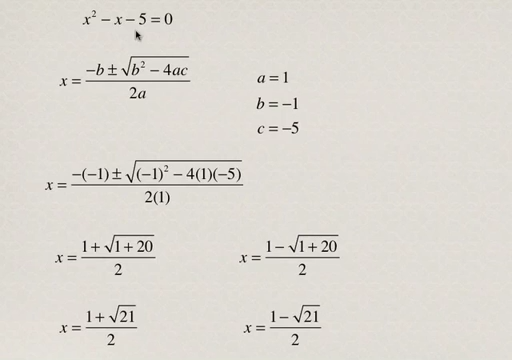 x² − x − 5 = 0
x = (−b ± √(b² − 4ac)) / 2a
a = 1
b = −1
c = −5
x = (−(−1) ± √((−1)² − 4(1)(−5))) / 2(1)
x = (1 + √(1 + 20)) / 2    x = (1 − √(1 + 20)) / 2
x = (1 + √21) / 2    x = (1 − √21) / 2